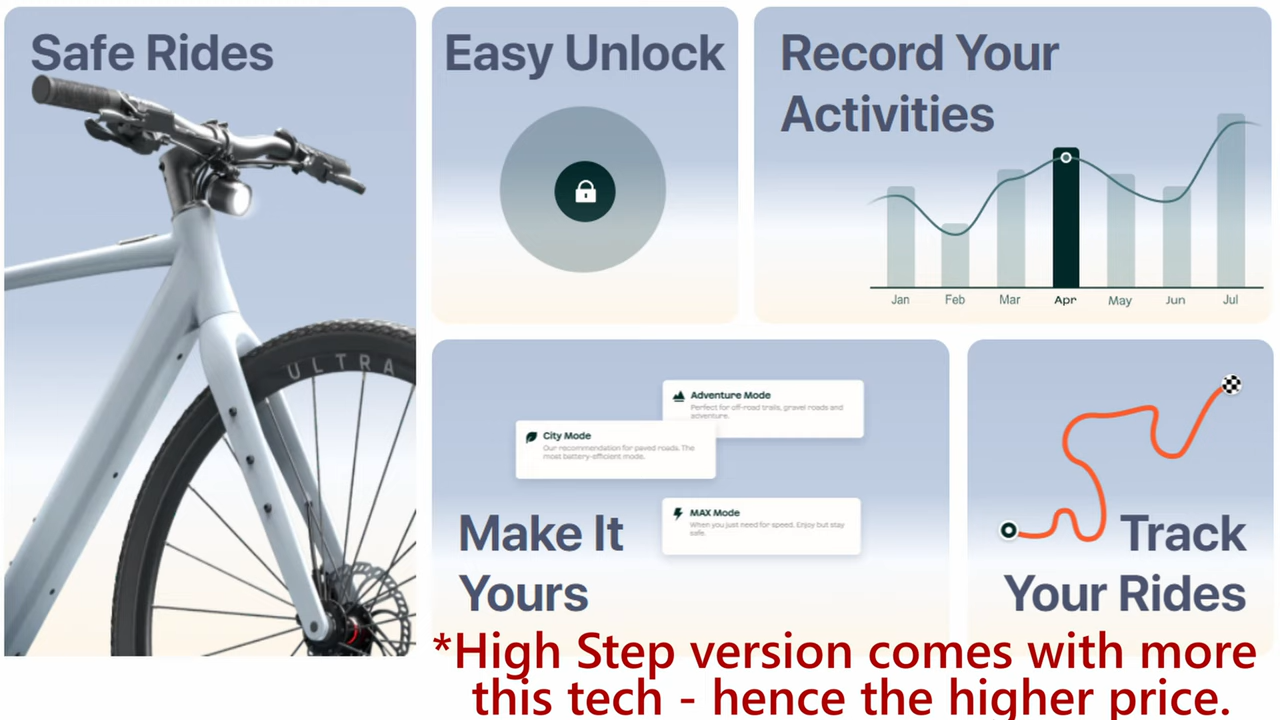 Safe Rides
ULTRA
Easy Unlock
Record Your
Activities
Jan Feb Mar Apr May Jun Jul
Adventure Mode
Perfect for off-road trails, gravel roads and
adventure.
City Mode
Our recommendation for paved roads. The
most battery-efficient mode.
MAX Mode
When you just need for speed. Enjoy but stay
safe.
Make It
Yours
Track
Your Rides
*High Step version comes with more
this tech - hence the higher price.